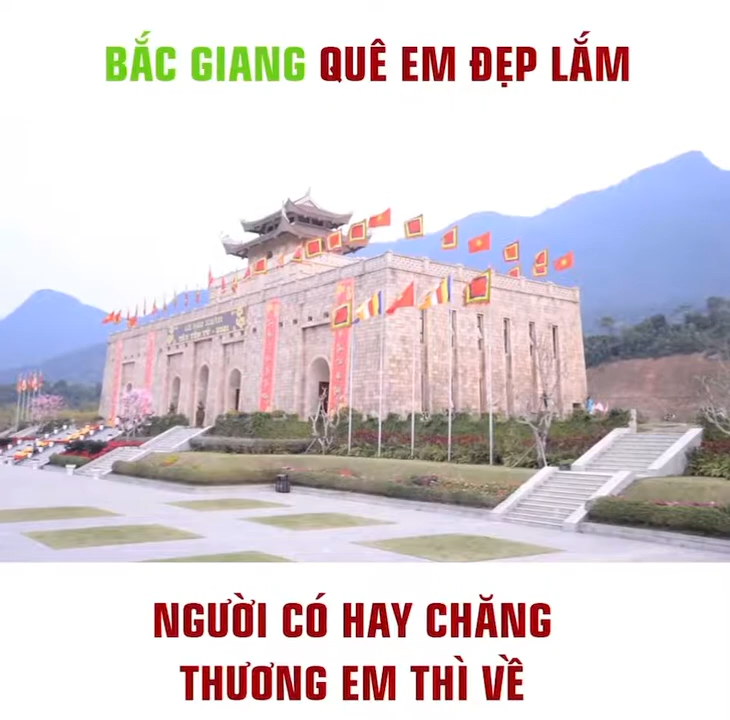 BẮC GIANG QUÊ EM ĐẸP LẮM
NGƯỜI CÓ HAY CHĂNG
THƯƠNG EM THÌ VỀ